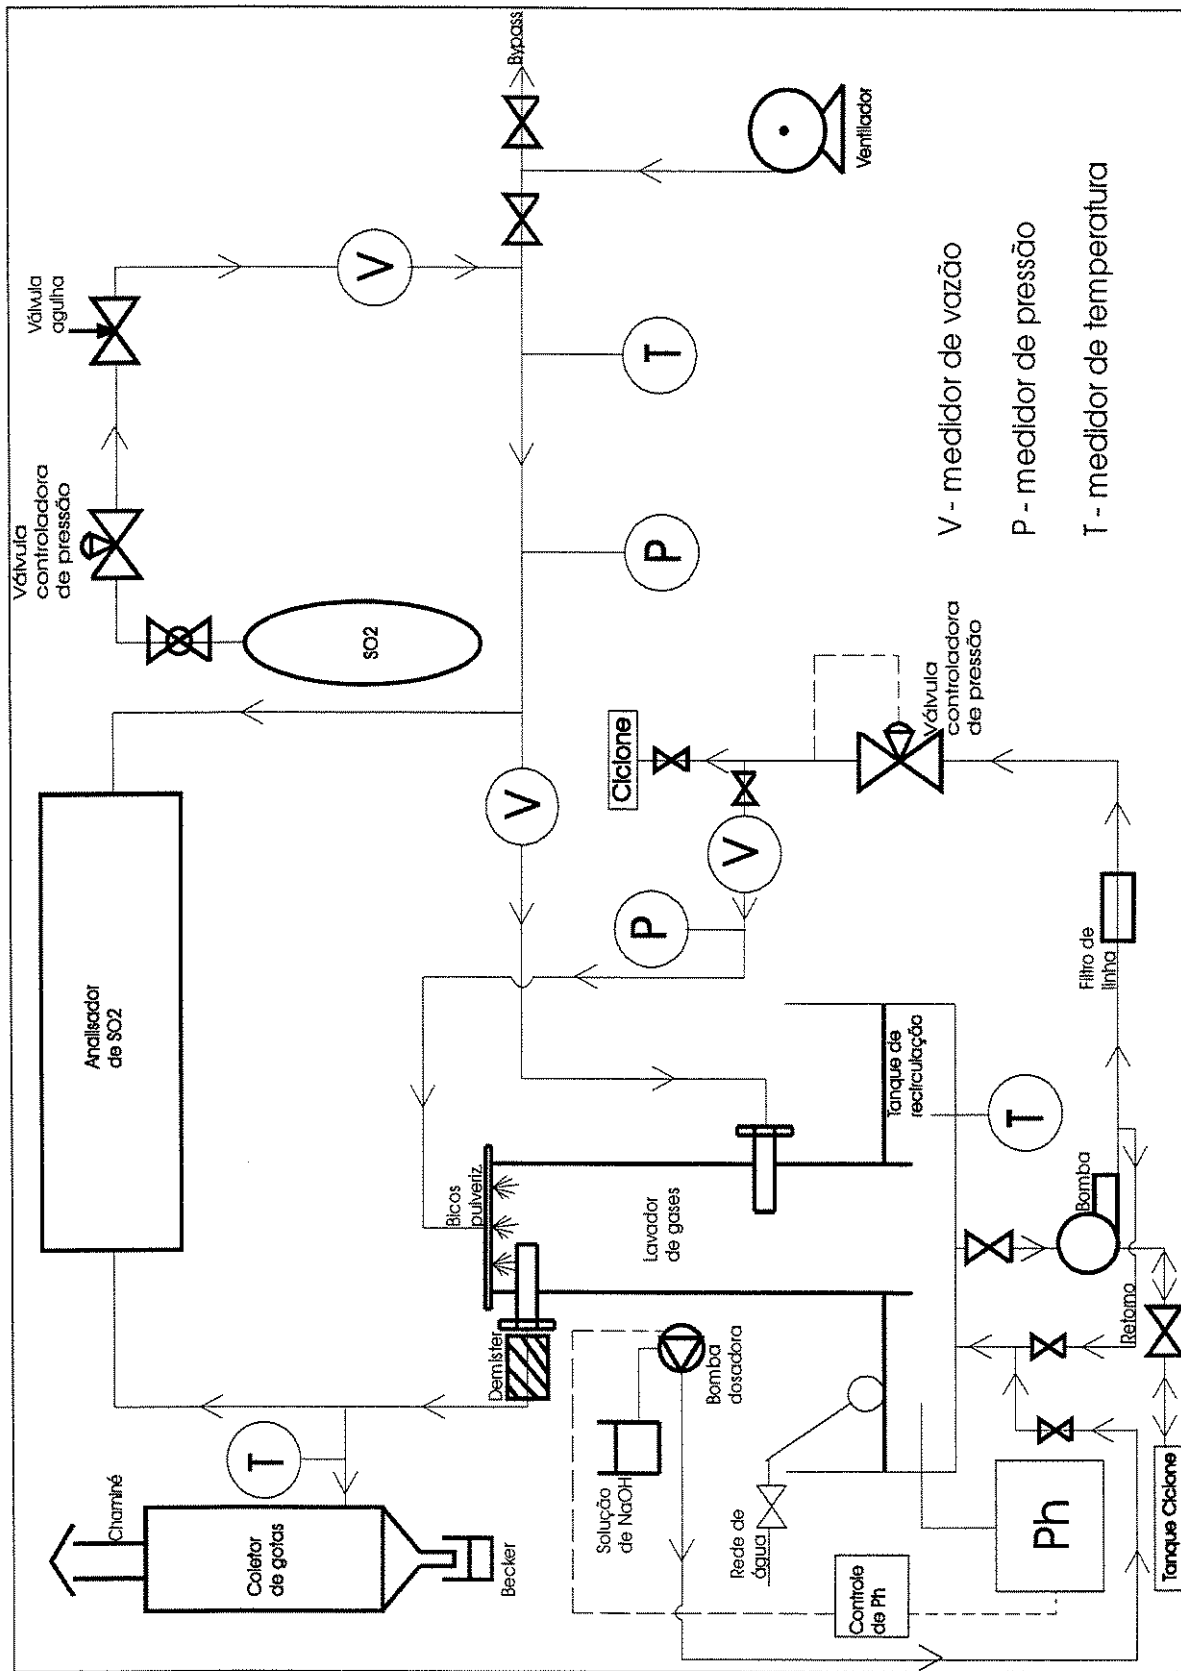 Chaminé
Coletor
de gotas
Becker
T
Analisador
de SO2
Demister
Bicos
pulveriz.
Lavador
de gases
Solução
de NaOH
Bomba
dosadora
Rede de
água
Controle
de Ph
Ph
Tanque Ciclone
Retorno
Bomba
T
Tanque de
recirculação
Filtro de
linha
P
V
Ciclone
Válvula
controladora
de pressão
V
SO2
Válvula
controladora
de pressão
Válvula
agulha
V
P
T
Bypass
Ventilador
V - medidor de vazão
P - medidor de pressão
T - medidor de temperatura